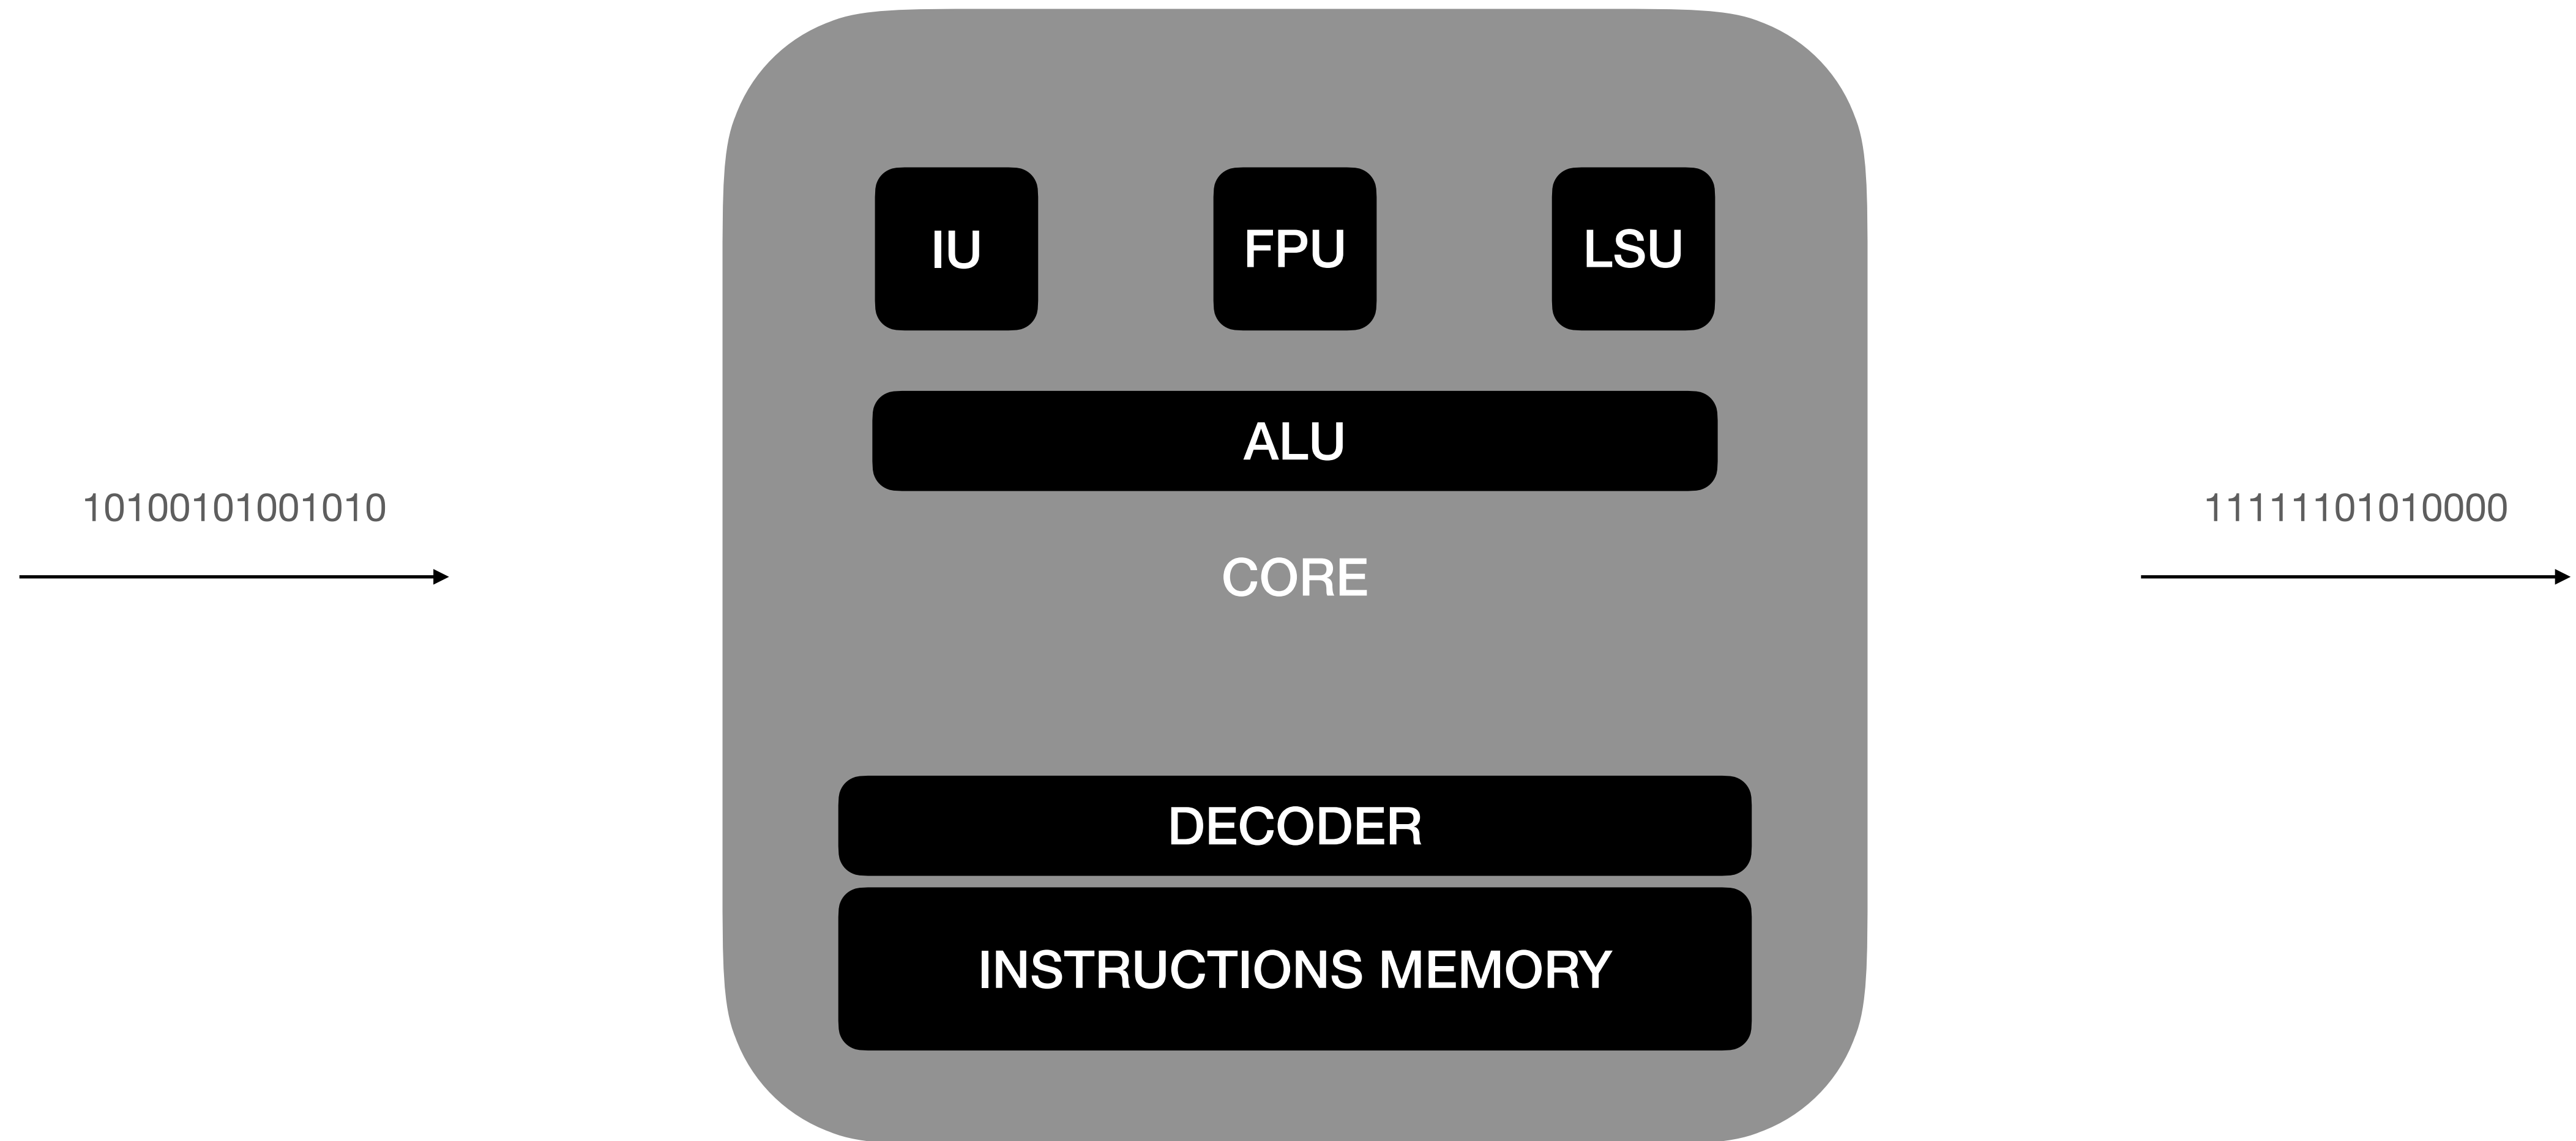 IU
FPU
LSU
ALU
10100101001010
11111101010000
CORE
DECODER
INSTRUCTIONS MEMORY